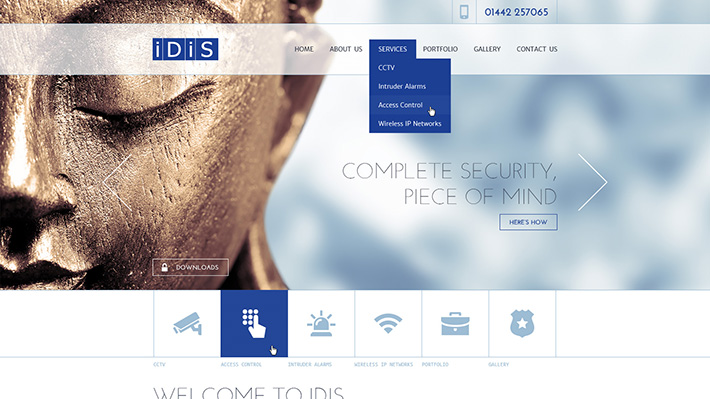 01442 257065
iDiS
HOME ABOUT US SERVICES PORTFOLIO GALLERY CONTACT US
CCTV
Intruder Alarms
Access Control
Wireless IP Networks
COMPLETE SECURITY,
PIECE OF MIND
HERE'S HOW
DOWNLOADS
CCTV ACCESS CONTROL INTRUDER ALARMS WIRELESS IP NETWORKS PORTFOLIO GALLERY
WELCOME TO IDIS